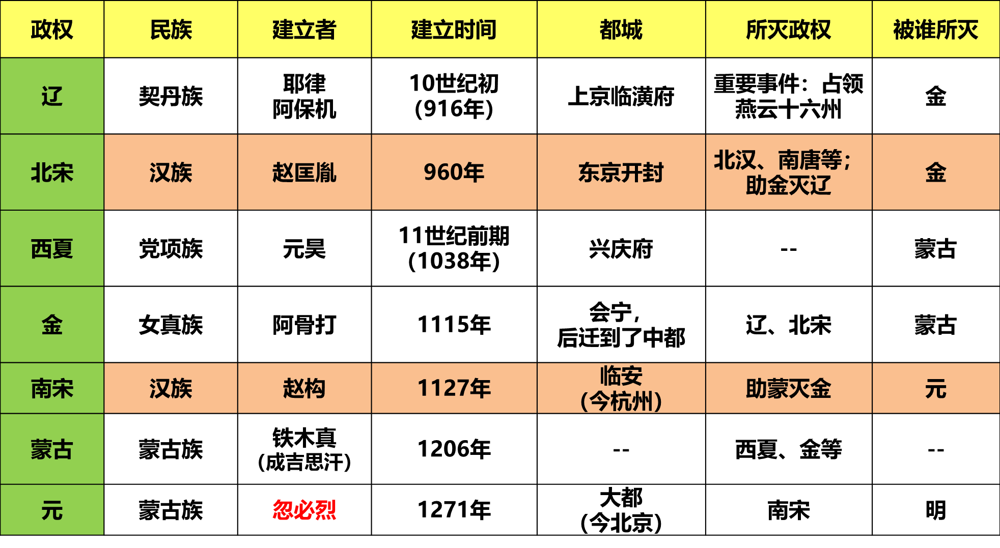 政权 民族 建立者 建立时间 都城 所灭政权 被谁所灭
辽 契丹族 耶律 阿保机 10世纪初 （916年） 上京临潢府 重要事件：占领 燕云十六州 金
北宋 汉族 赵匡胤 960年 东京开封 北汉、南唐等； 助金灭辽 金
西夏 党项族 元昊 11世纪前期 （1038年） 兴庆府 -- 蒙古
金 女真族 阿骨打 1115年 会宁， 后迁到了中都 辽、北宋 蒙古
南宋 汉族 赵构 1127年 临安 （今杭州） 助蒙灭金 元
蒙古 蒙古族 铁木真 （成吉思汗） 1206年 -- 西夏、金等 --
元 蒙古族 忽必烈 1271年 大都 （今北京） 南宋 明